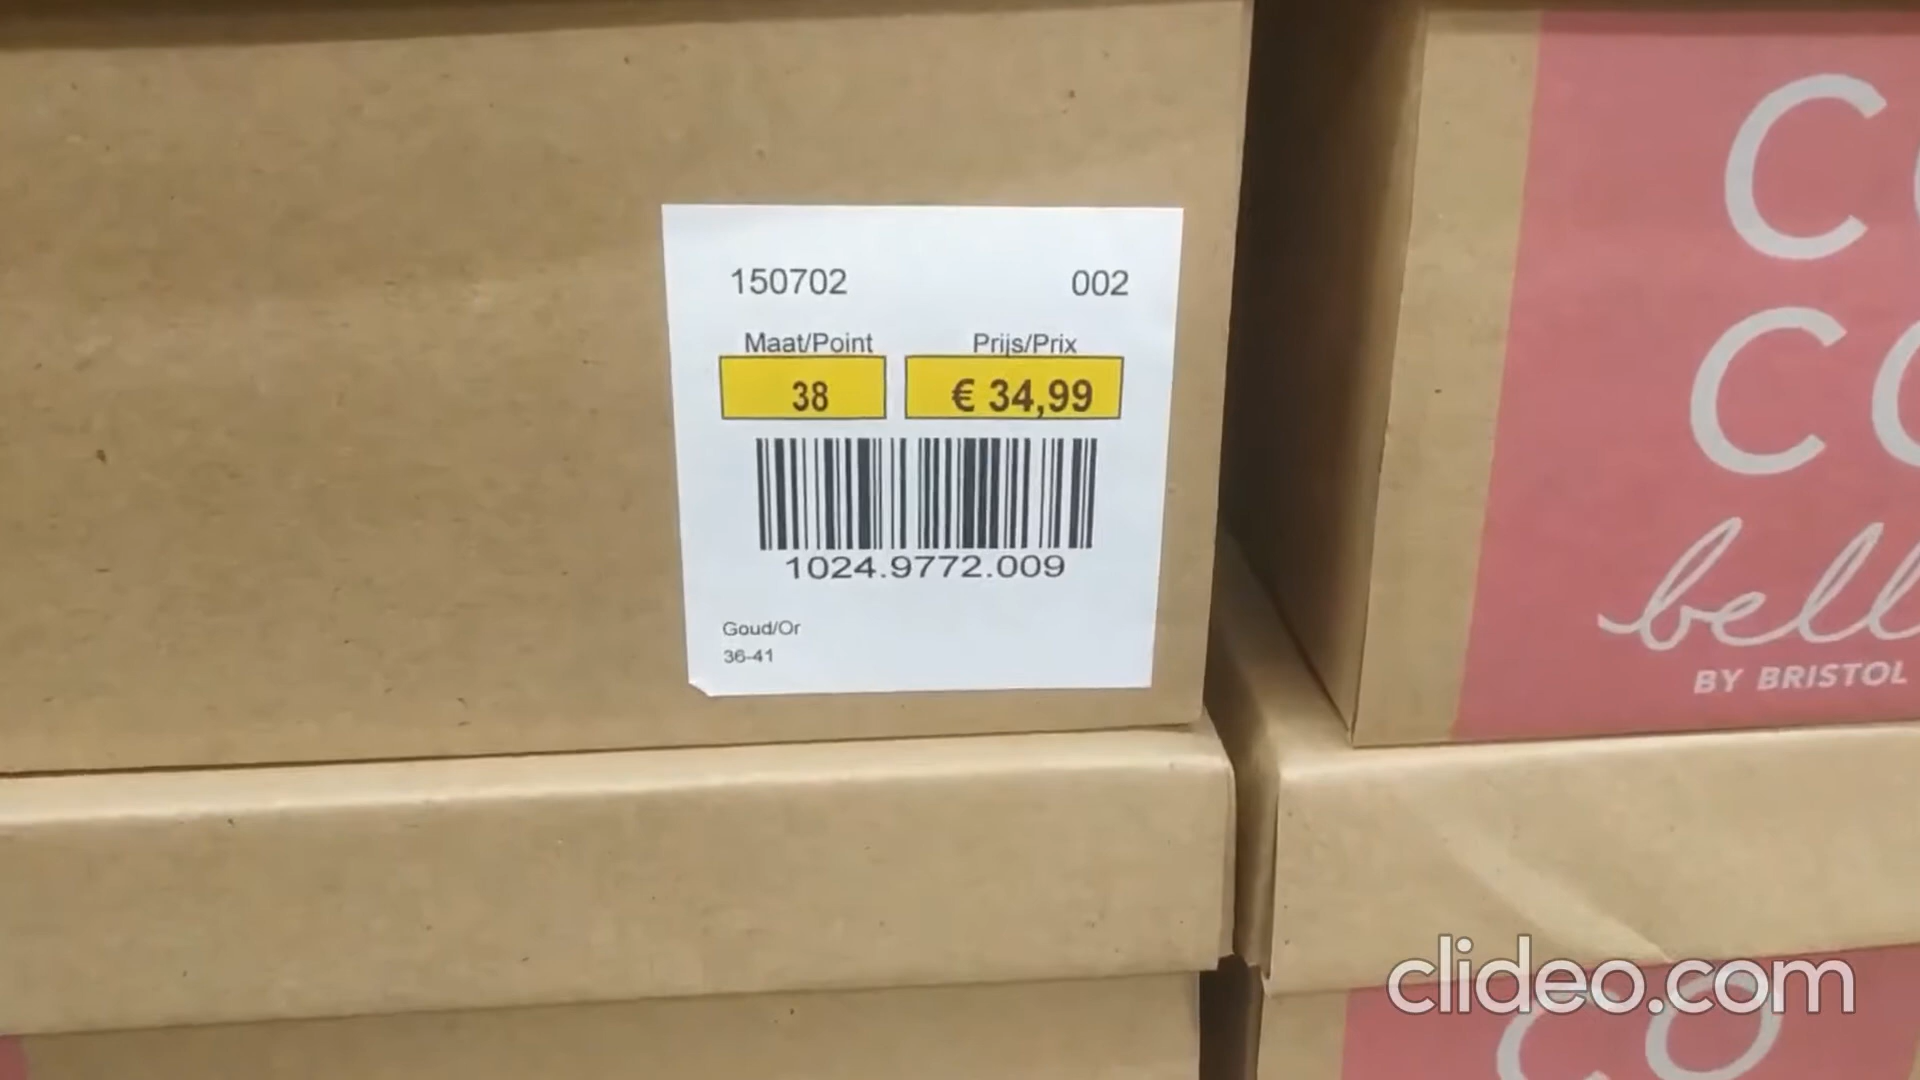 150702 002
Maat/Point Prijs/Prix
38 € 34,99
1024.9772.009
Goud/Or
36-41
BY BRISTOL
clideo.com